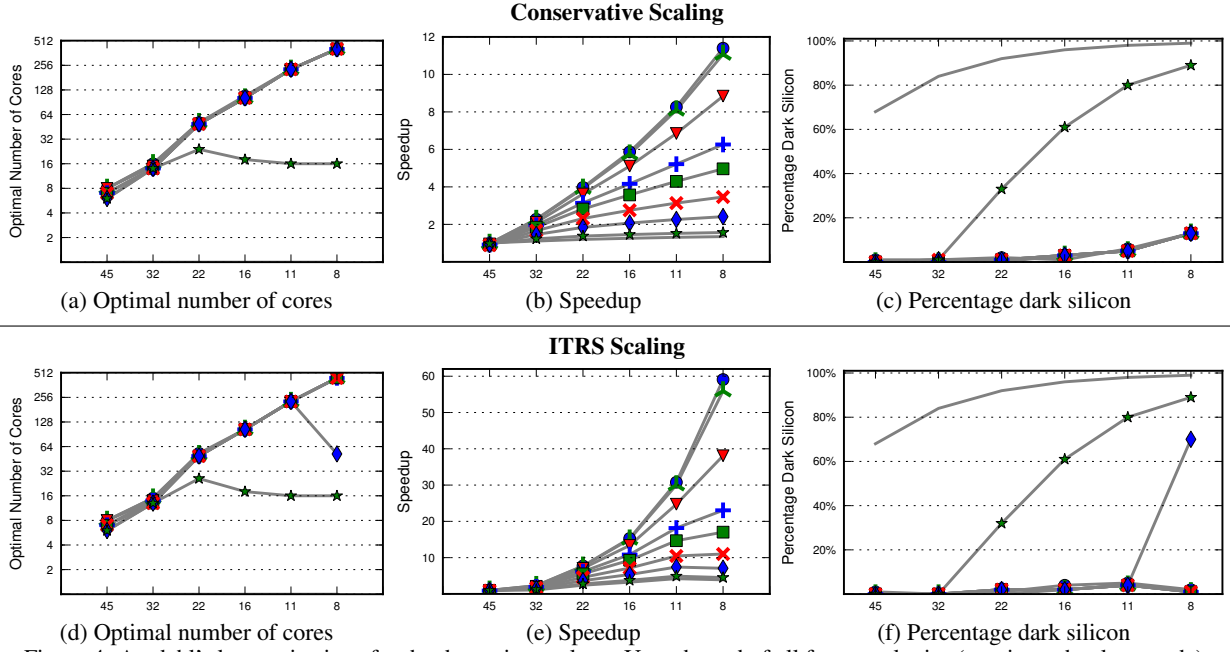 Conservative Scaling
Optimal Number of Cores
512
256
128
64
32
16
8
4
2
45 32 22 16 11 8
(a) Optimal number of cores
Speedup
12
10
8
6
4
2
45 32 22 16 11 8
(b) Speedup
Percentage Dark Silicon
100%
80%
60%
40%
20%
45 32 22 16 11 8
(c) Percentage dark silicon
ITRS Scaling
Optimal Number of Cores
512
256
128
64
32
16
8
4
2
45 32 22 16 11 8
(d) Optimal number of cores
Speedup
60
50
40
30
20
10
45 32 22 16 11 8
(e) Speedup
Percentage Dark Silicon
100%
80%
60%
40%
20%
45 32 22 16 11 8
(f) Percentage dark silicon